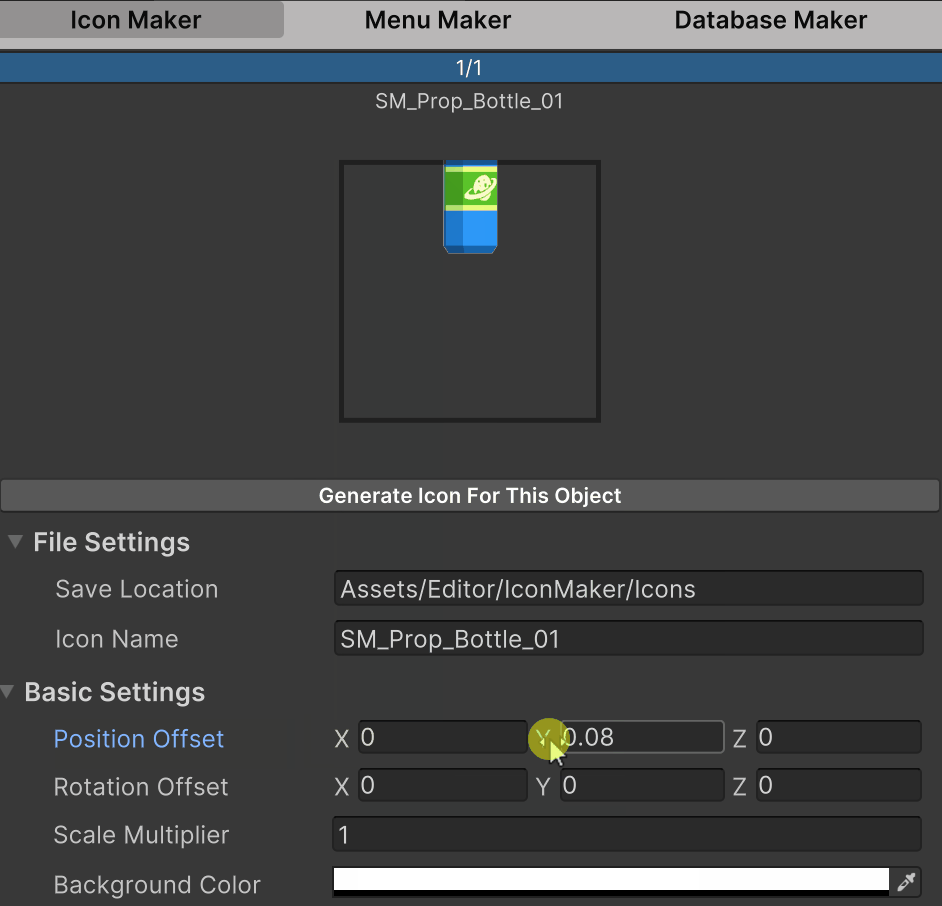 Icon Maker Menu Maker Database Maker
1/1
SM_Prop_Bottle_01
Generate Icon For This Object
File Settings
Save Location Assets/Editor/IconMaker/Icons
Icon Name SM_Prop_Bottle_01
Basic Settings
Position Offset X 0 Y 0.08 Z 0
Rotation Offset X 0 Y 0 Z 0
Scale Multiplier 1
Background Color